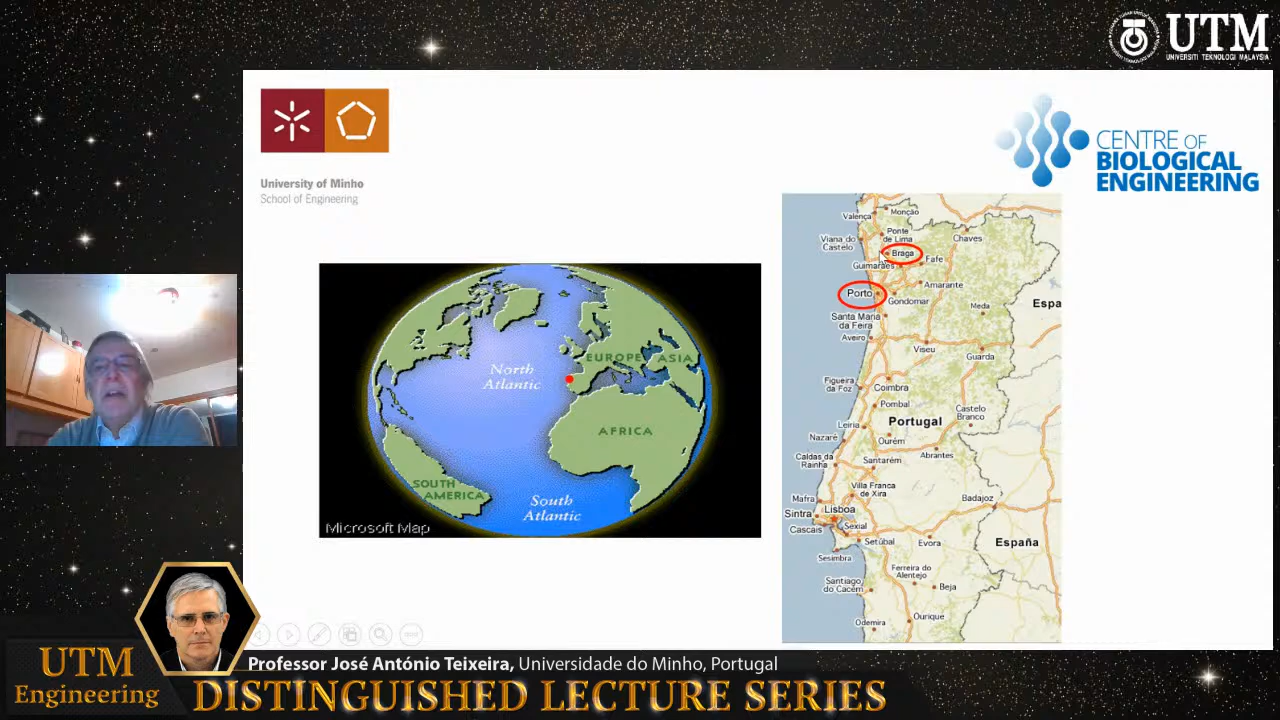 UTM
UNIVERSITI TEKNOLOGI MALAYSIA
University of Minho
School of Engineering
CENTRE OF
BIOLOGICAL
ENGINEERING
North
Atlantic
EUROPE
ASIA
AFRICA
SOUTH
AMERICA
South
Atlantic
Microsoft Map
Valença
Monção
Viana do
Castelo
Ponte
de Lima
Chaves
Braga
Guimarães
Fafe
Porto
Amarante
Gondomar
Meda
Espa
Santa Maria
da Feira
Aveiro
Viseu
Guarda
Figueira
da Foz
Coimbra
Pombal
Castelo
Branco
Leiria
Portugal
Nazaré
Ourém
Caldas da
Rainha
Santarém
Abrantes
Villa Franca
de Xira
Mafra
Badajoz
Sintra
Lisboa
Cascais
Sexial
Setúbal
Evora
España
Sesimbra
Ferreira do
Alentejo
Santiago
do Cacém
Beja
Ourique
Odemira
UTM
Engineering
Professor José António Teixeira, Universidade do Minho, Portugal
DISTINGUISHED LECTURE SERIES